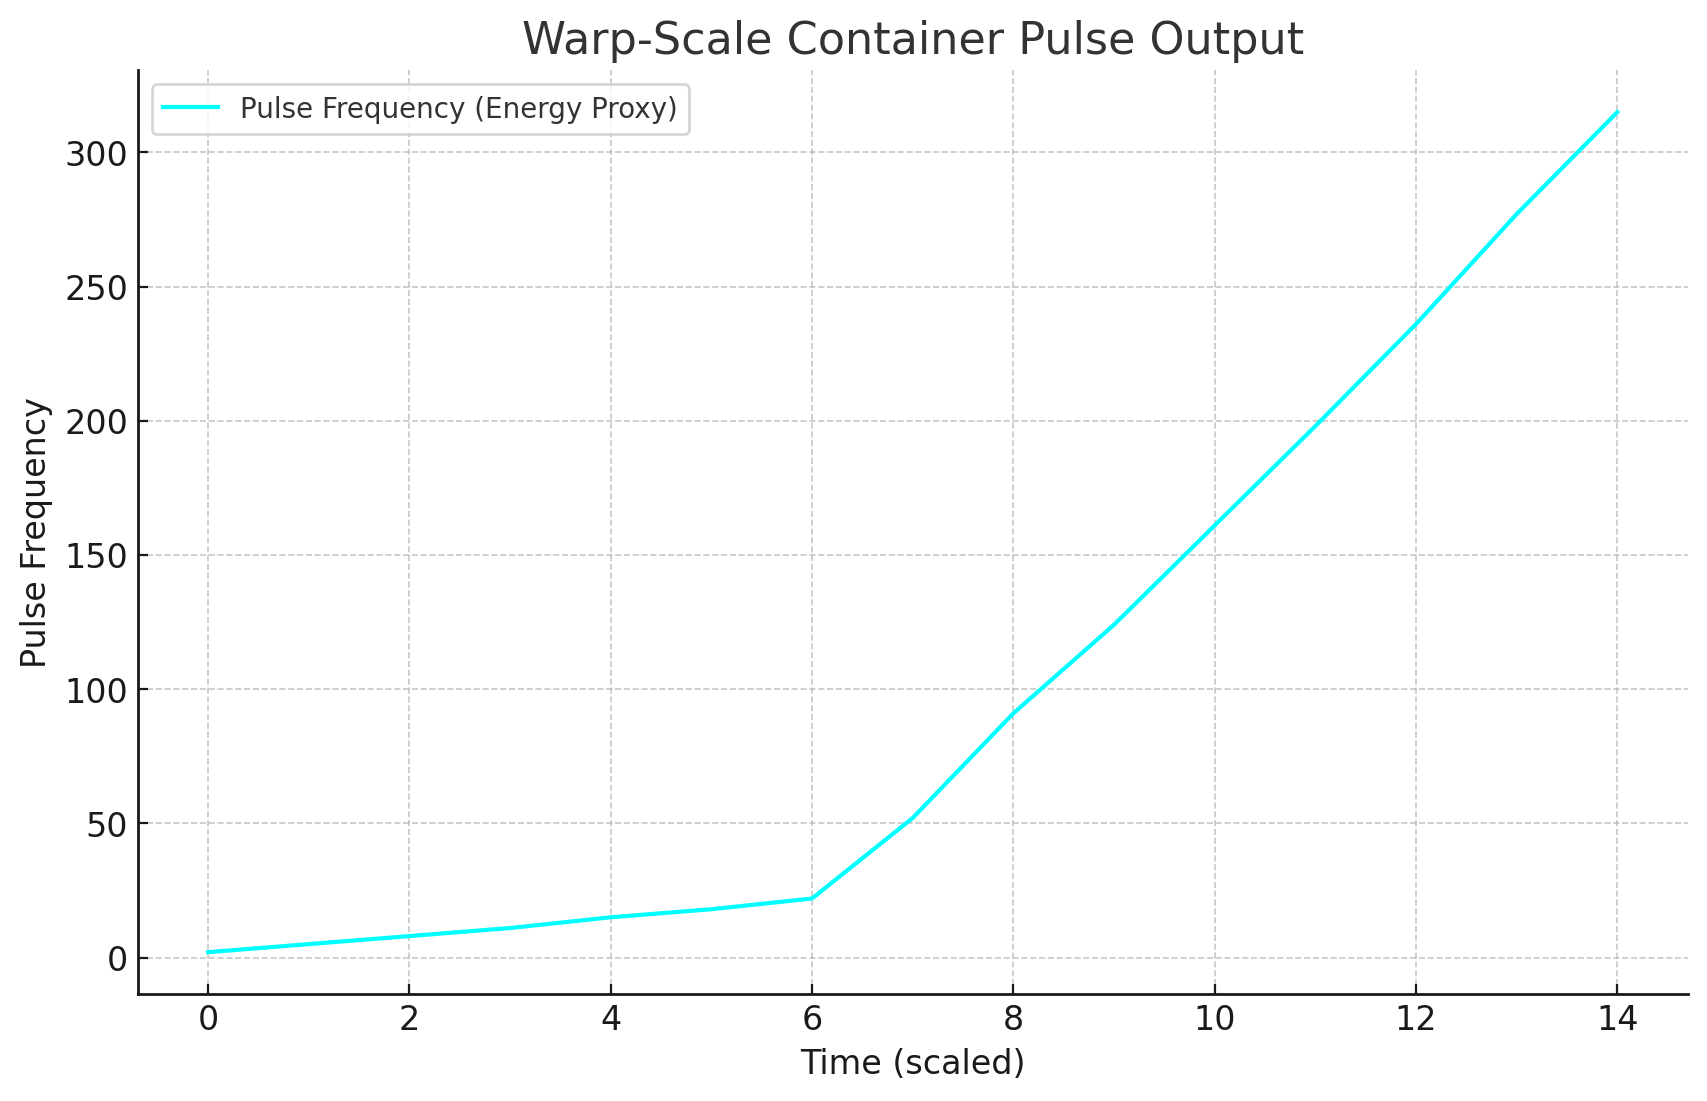 Warp-Scale Container Pulse Output
Pulse Frequency (Energy Proxy)
Pulse Frequency
300
250
200
150
100
50
0
0 2 4 6 8 10 12 14
Time (scaled)